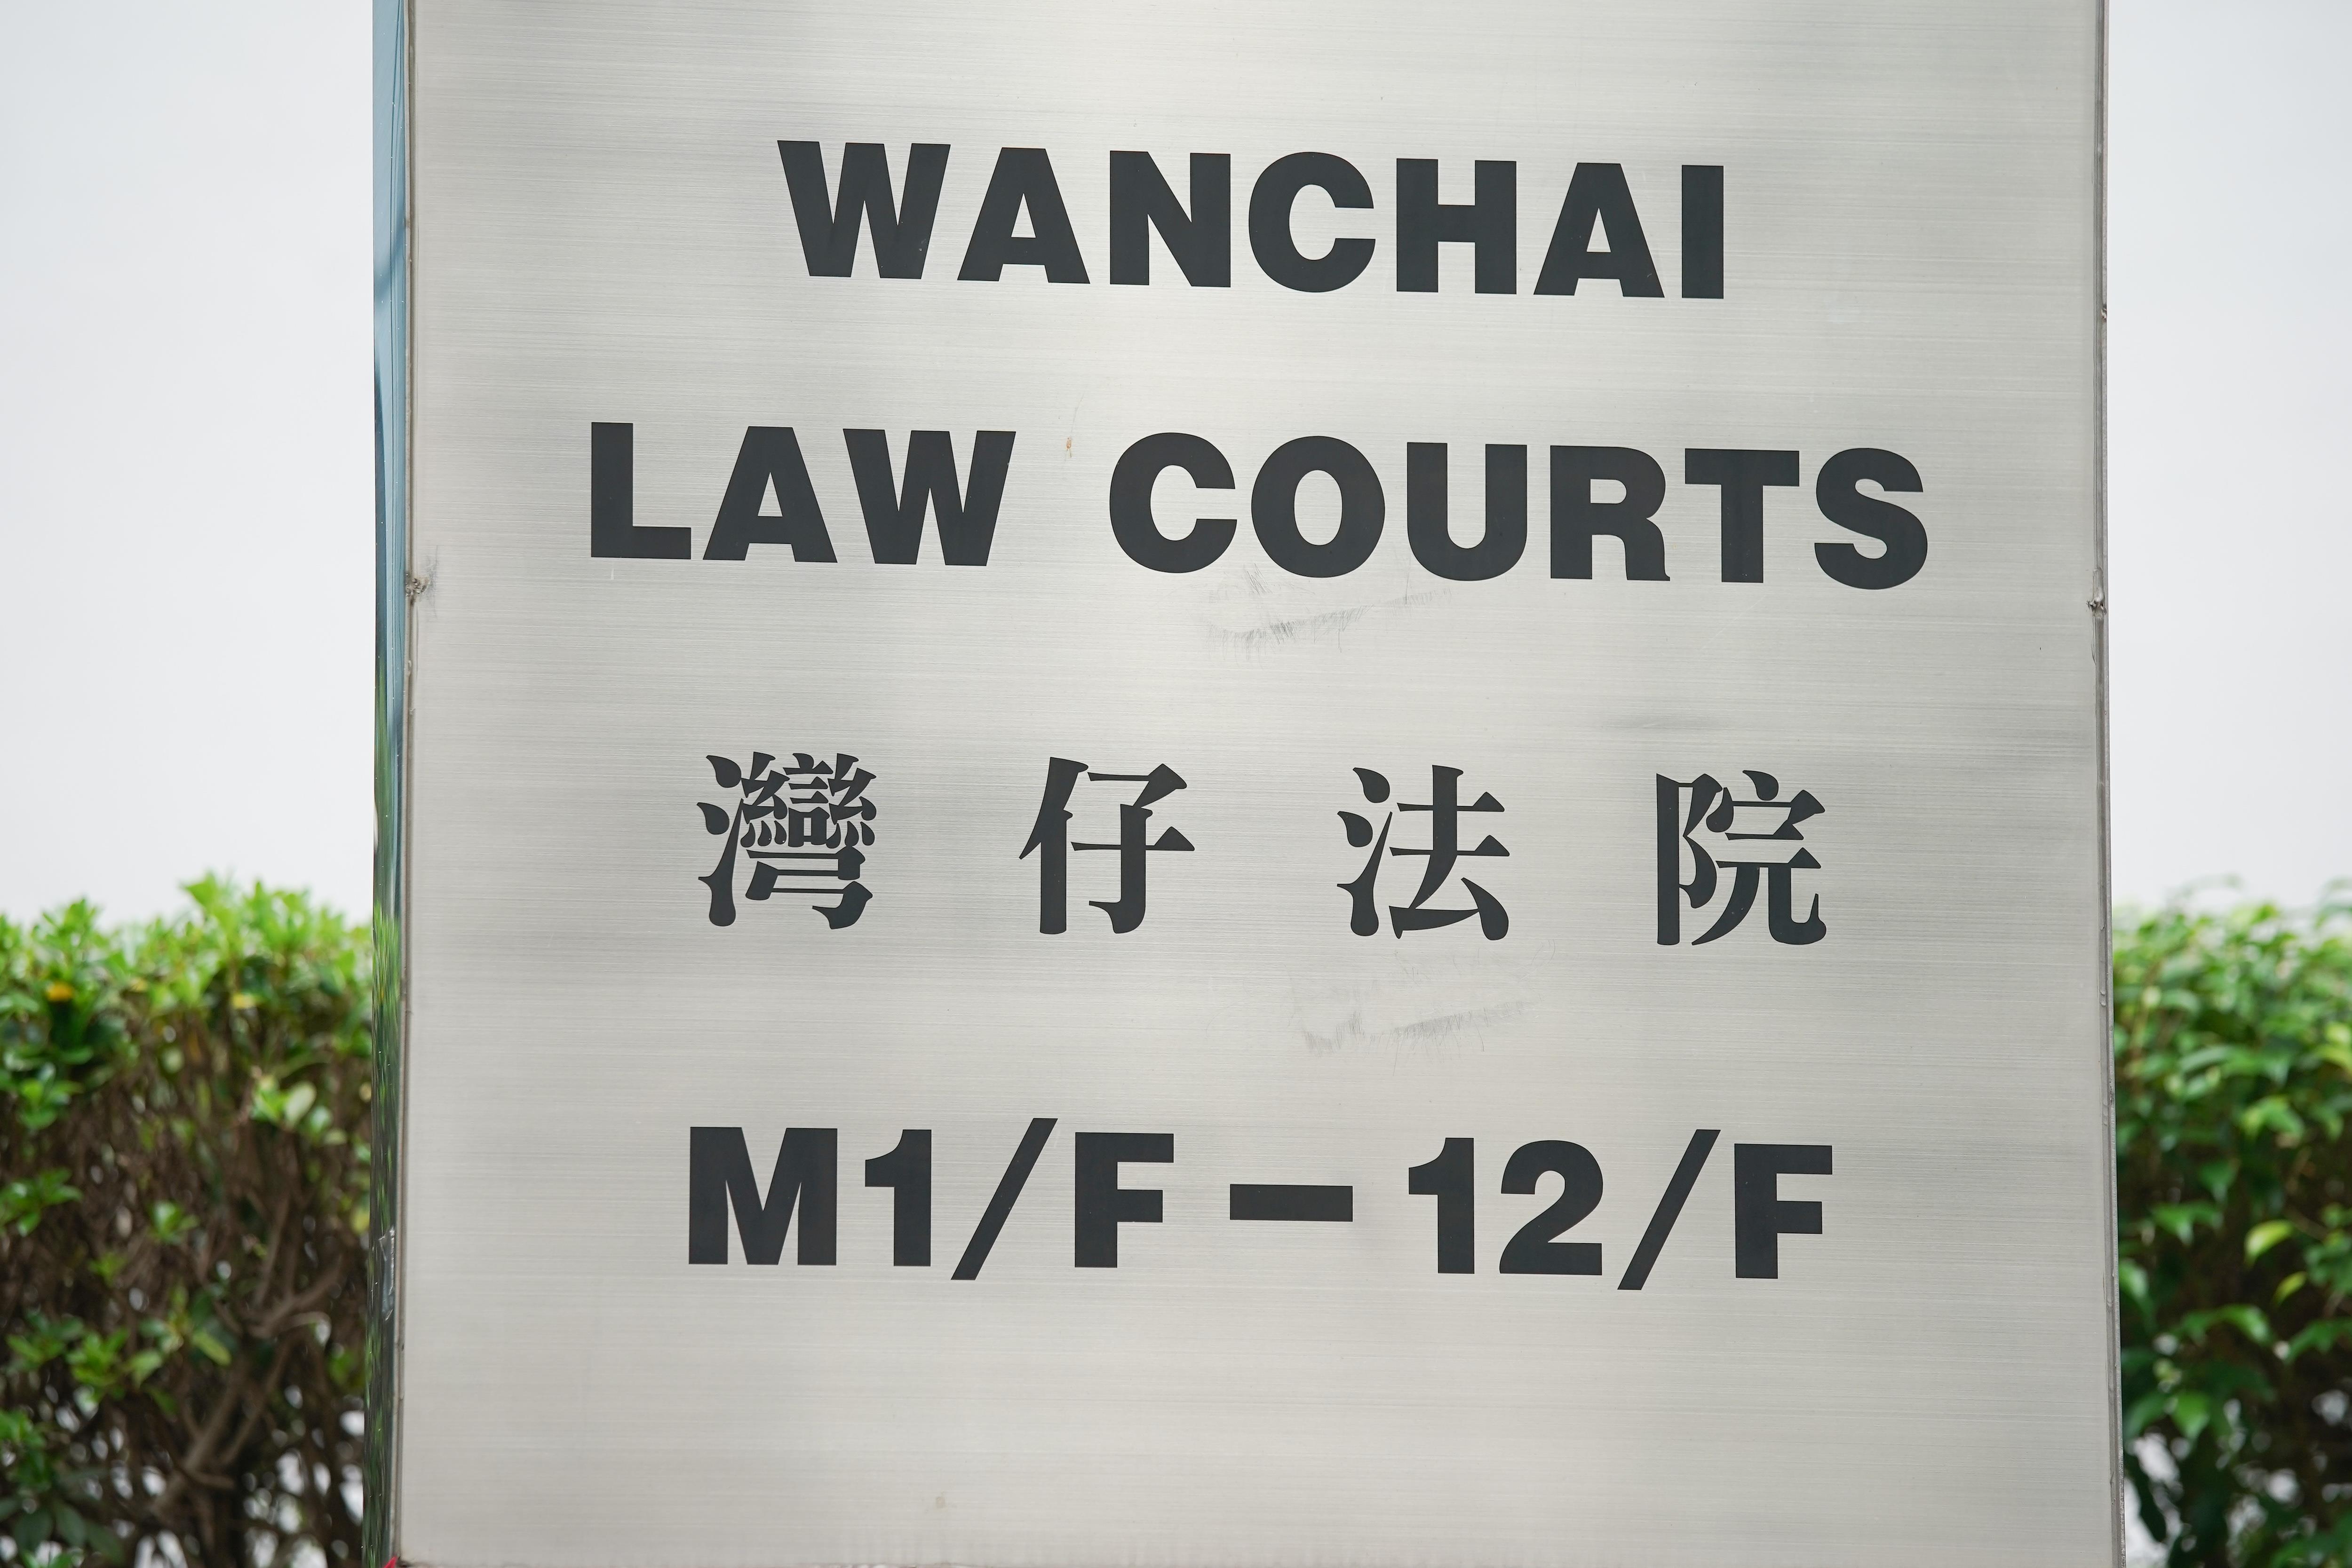 WANCHAI
LAW COURTS
灣仔法院
M1/F－12/F